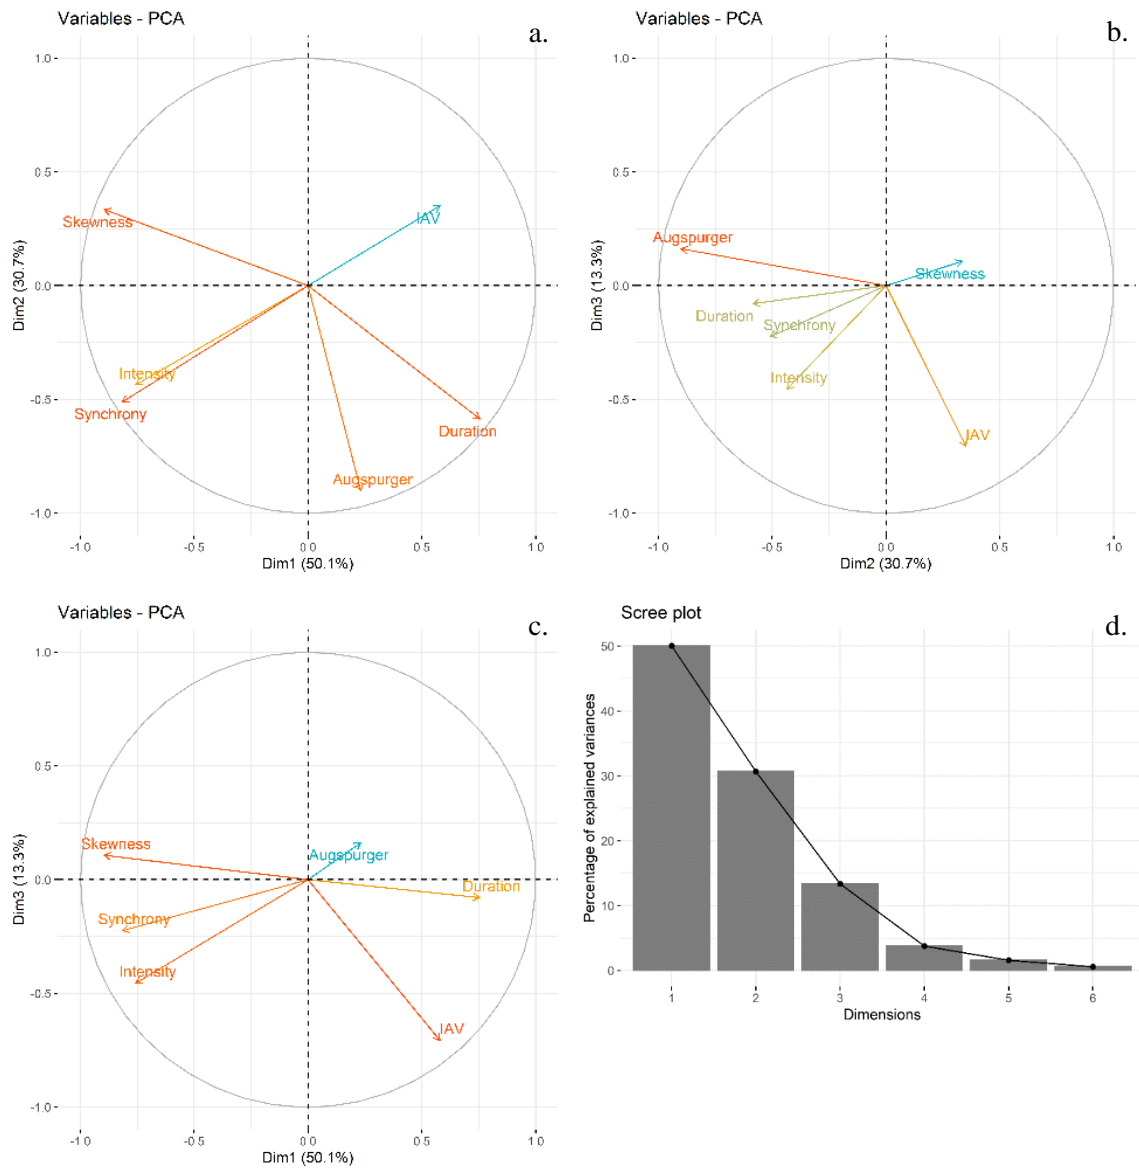 Variables - PCA
a.
1.0
0.5
0.0
-0.5
-1.0
Dim2 (30.7%)
Skewness
IAV
Intensity
Synchrony
Duration
Augspurger
-1.0
-0.5
0.0
0.5
1.0
Dim1 (50.1%)
Variables - PCA
b.
1.0
0.5
0.0
-0.5
-1.0
Dim3 (13.3%)
Augspurger
Skewness
Duration
Synchrony
Intensity
IAV
-1.0
-0.5
0.0
0.5
1.0
Dim2 (30.7%)
Variables - PCA
c.
1.0
0.5
0.0
-0.5
-1.0
Dim3 (13.3%)
Skewness
Augspurger
Duration
Synchrony
Intensity
IAV
-1.0
-0.5
0.0
0.5
1.0
Dim1 (50.1%)
Scree plot
d.
50
40
30
20
10
0
Percentage of explained variances
1
2
3
4
5
6
Dimensions